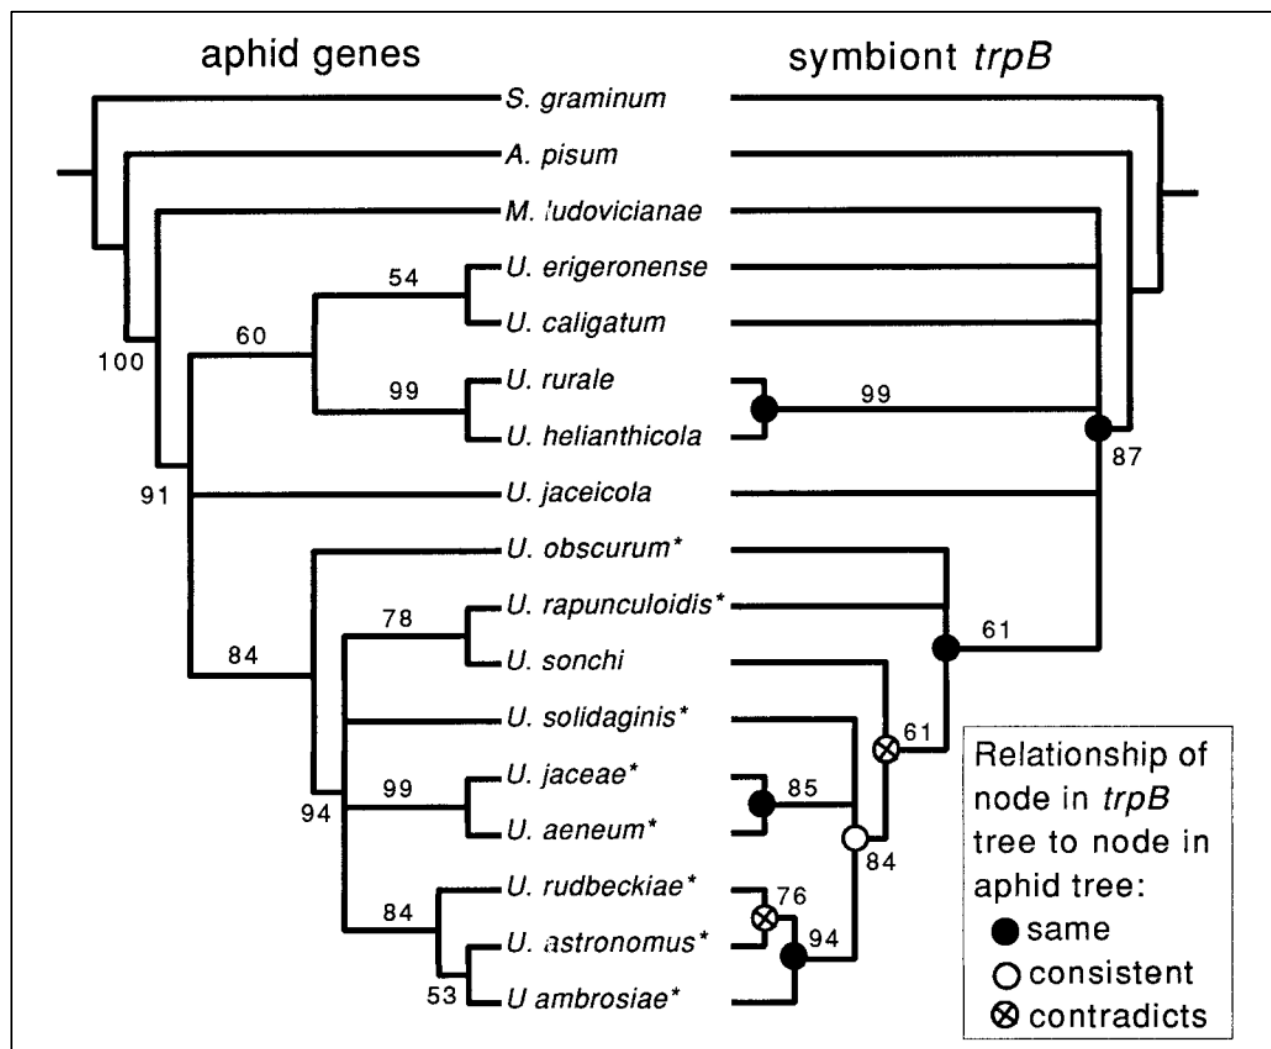 aphid genes
symbiont trpB
S. graminum
A. pisum
M. ludovicianae
U. erigeronense
54
U. caligatum
60
100
U. rurale
99
99
U. helianthicola
87
91
U. jaceicola
U. obscurum*
U. rapunculoidis*
78
61
84
U. sonchi
U. solidaginis*
61
U. jaceae*
99
85
94
U. aeneum*
84
U. rudbeckiae*
76
84
U. astronomus*
94
53
U ambrosiae*
Relationship of
node in trpB
tree to node in
aphid tree:
same
consistent
contradicts